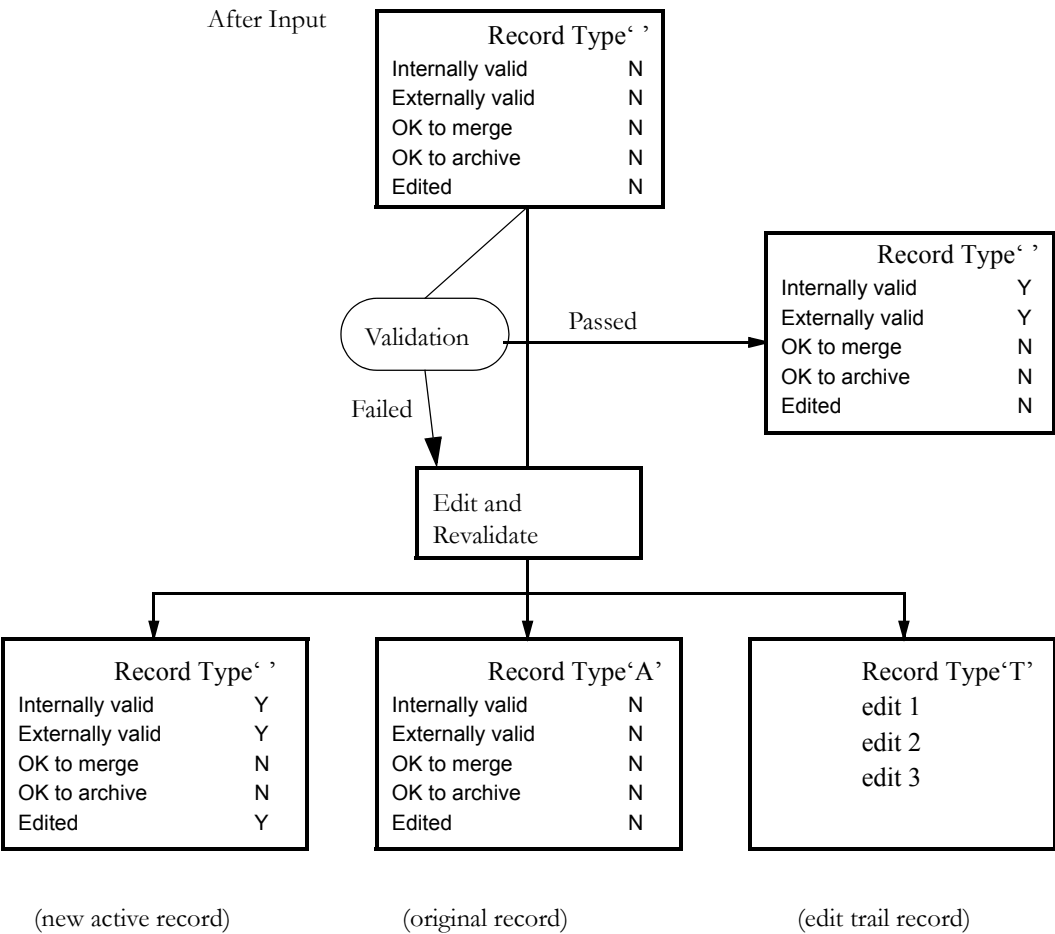 After Input
Record Type‘ ’
Internally valid N
Externally valid N
OK to merge N
OK to archive N
Edited N
Record Type‘ ’
Internally valid Y
Externally valid Y
OK to merge N
OK to archive N
Edited N
Validation
Passed
Failed
Edit and
Revalidate
Record Type‘ ’
Internally valid Y
Externally valid Y
OK to merge N
OK to archive N
Edited Y
Record Type‘A’
Internally valid N
Externally valid N
OK to merge N
OK to archive N
Edited N
Record Type‘T’
edit 1
edit 2
edit 3
(new active record)
(original record)
(edit trail record)